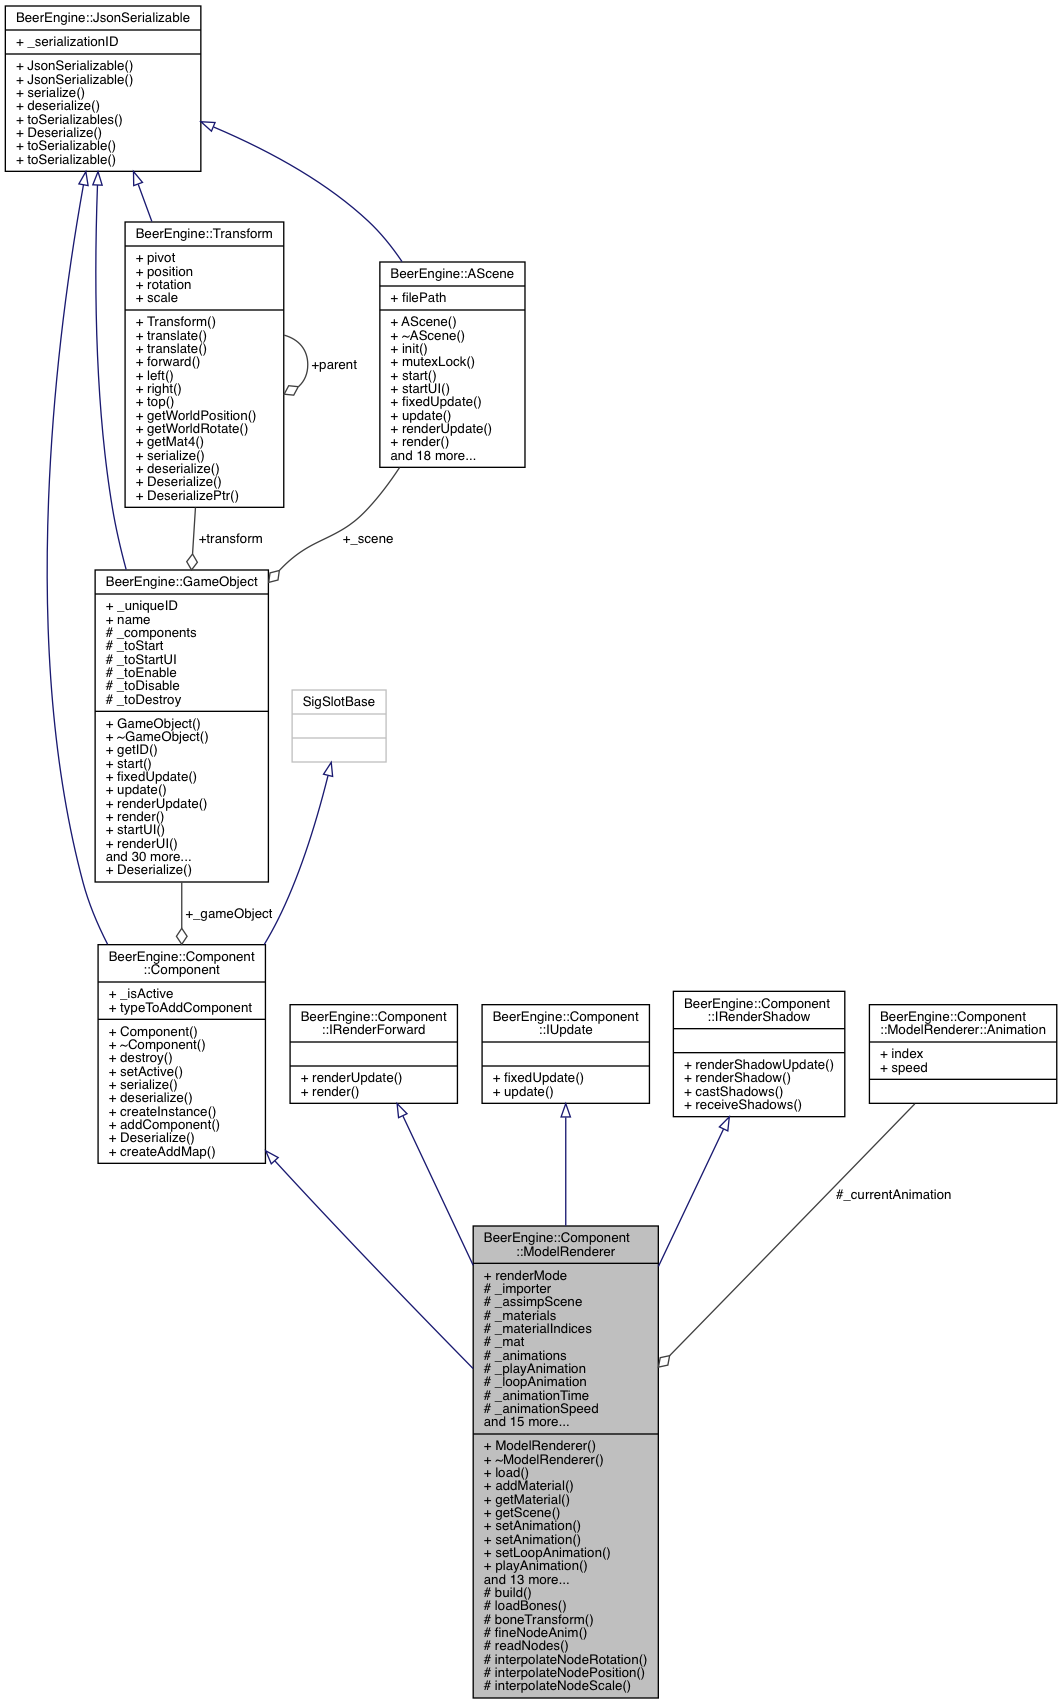 BeerEngine::JsonSerializable
+ _serializationID
+ JsonSerializable()
+ JsonSerializable()
+ serialize()
+ deserialize()
+ toSerializables()
+ Deserialize()
+ toSerializable()
+ toSerializable()
BeerEngine::Transform
+ pivot
+ position
+ rotation
+ scale
+ Transform()
+ translate()
+ translate()
+ forward()
+ left()
+ right()
+ top()
+ getWorldPosition()
+ getWorldRotate()
+ getMat4()
+ serialize()
+ deserialize()
+ Deserialize()
+ DeserializePtr()
+parent
BeerEngine::AScene
+ filePath
+ AScene()
+ ~AScene()
+ init()
+ mutexLock()
+ start()
+ startUI()
+ fixedUpdate()
+ update()
+ renderUpdate()
+ render()
and 18 more...
+transform
+_scene
BeerEngine::GameObject
+ _uniqueID
+ name
# _components
# _toStart
# _toStartUI
# _toEnable
# _toDisable
# _toDestroy
+ GameObject()
+ ~GameObject()
+ getID()
+ start()
+ fixedUpdate()
+ update()
+ renderUpdate()
+ render()
+ startUI()
+ renderUI()
and 30 more...
+ Deserialize()
SigSlotBase
+_gameObject
BeerEngine::Component
::Component
+ _isActive
+ typeToAddComponent
+ Component()
+ ~Component()
+ destroy()
+ setActive()
+ serialize()
+ deserialize()
+ createInstance()
+ addComponent()
+ Deserialize()
+ createAddMap()
BeerEngine::Component
::IRenderForward
+ renderUpdate()
+ render()
BeerEngine::Component
::IUpdate
+ fixedUpdate()
+ update()
BeerEngine::Component
::IRenderShadow
+ renderShadowUpdate()
+ renderShadow()
+ castShadows()
+ receiveShadows()
BeerEngine::Component
::ModelRenderer::Animation
+ index
+ speed
#_currentAnimation
BeerEngine::Component
::ModelRenderer
+ renderMode
# _importer
# _assimpScene
# _materials
# _materialIndices
# _mat
# _animations
# _playAnimation
# _loopAnimation
# _animationTime
# _animationSpeed
and 15 more...
+ ModelRenderer()
+ ~ModelRenderer()
+ load()
+ addMaterial()
+ getMaterial()
+ getScene()
+ setAnimation()
+ setAnimation()
+ setLoopAnimation()
+ playAnimation()
and 13 more...
# build()
# loadBones()
# boneTransform()
# fineNodeAnim()
# readNodes()
# interpolateNodeRotation()
# interpolateNodePosition()
# interpolateNodeScale()